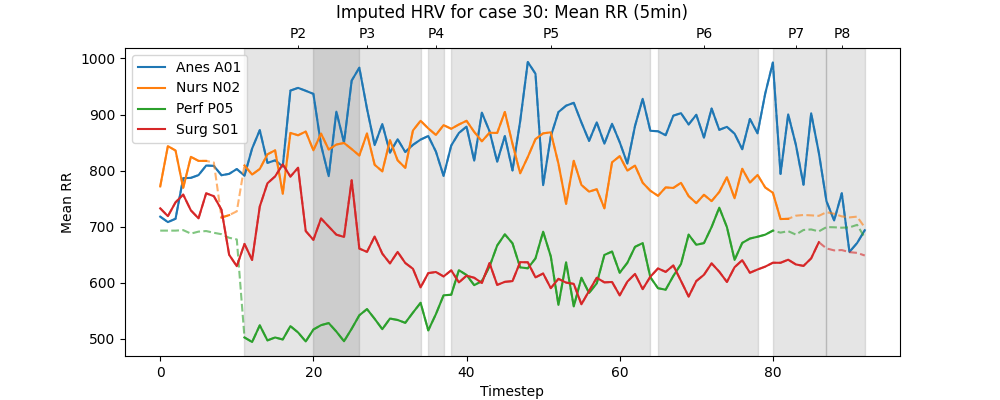 Imputed HRV for case 30: Mean RR (5min)
P2 P3 P4 P5 P6 P7 P8
1000
900
800
700
600
500
Mean RR
Anes A01
Nurs N02
Perf P05
Surg S01
0 20 40 60 80
Timestep